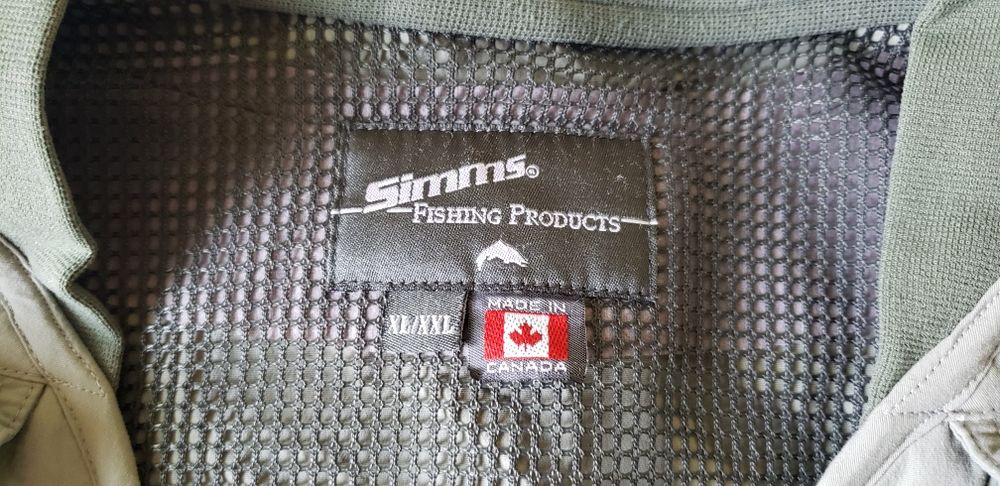 Simms®
FISHING PRODUCTS
XL/XXL
MADE IN
CANADA